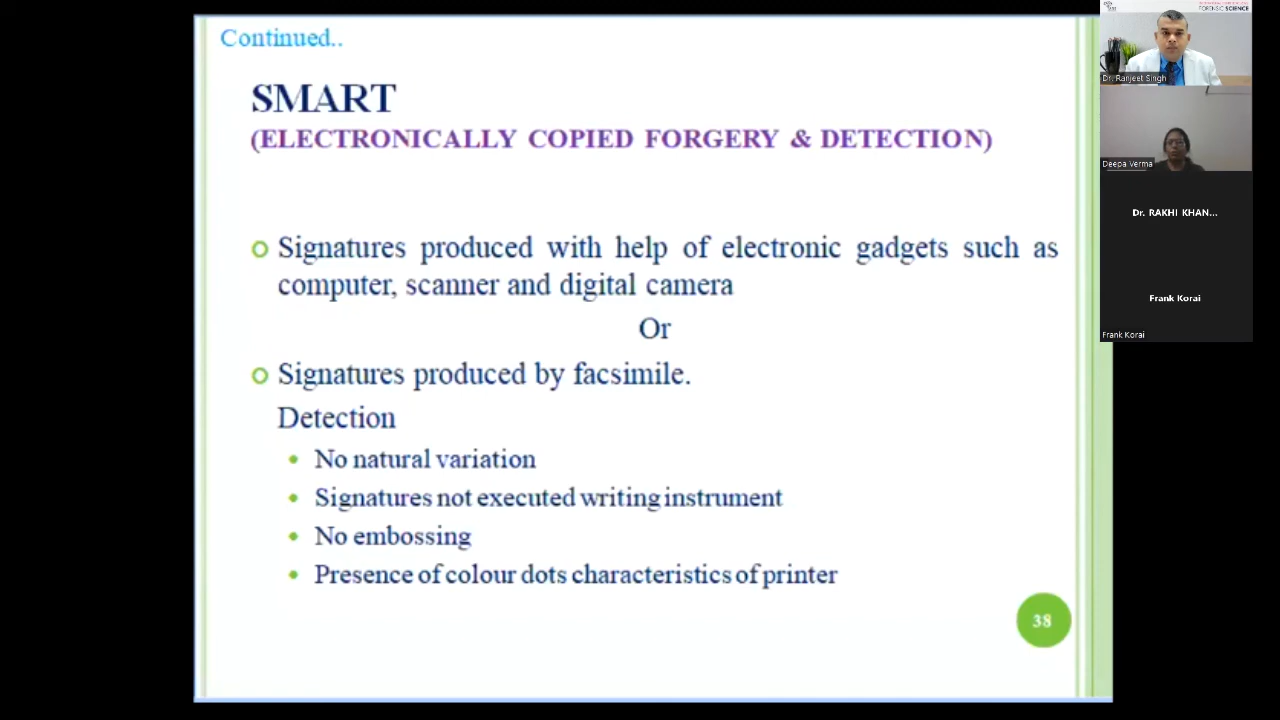 Continued..
SMART
(ELECTRONICALLY COPIED FORGERY & DETECTION)
Signatures produced with help of electronic gadgets such as
computer, scanner and digital camera
Or
Signatures produced by facsimile.
Detection
No natural variation
Signatures not executed writing instrument
No embossing
Presence of colour dots characteristics of printer
38
FORENSIC SCIENCE
Dr. Ranjeet Singh
Deepa Verma
Dr. RAKHI KHAN...
Frank Korai
Frank Korai